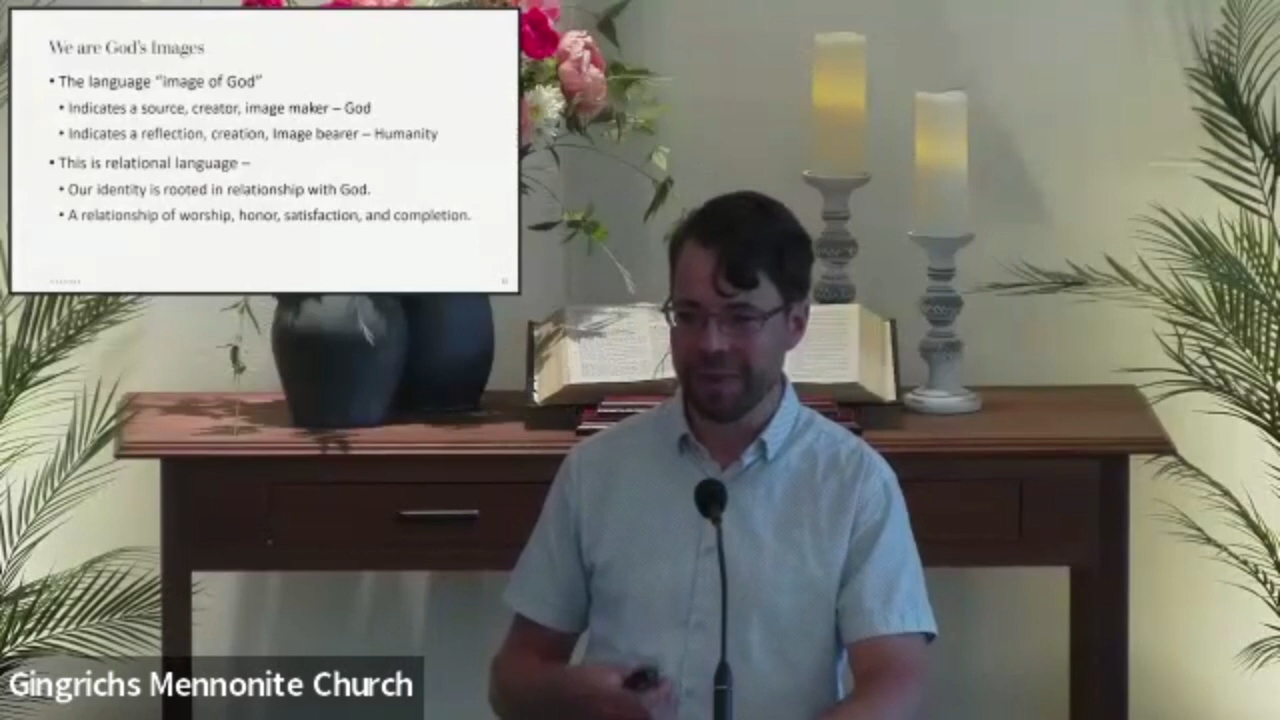 We are God's Images
• The language "image of God"
• Indicates a source, creator, image maker – God
• Indicates a reflection, creation, Image bearer – Humanity
• This is relational language –
• Our identity is rooted in relationship with God.
• A relationship of worship, honor, satisfaction, and completion.
Gingrichs Mennonite Church